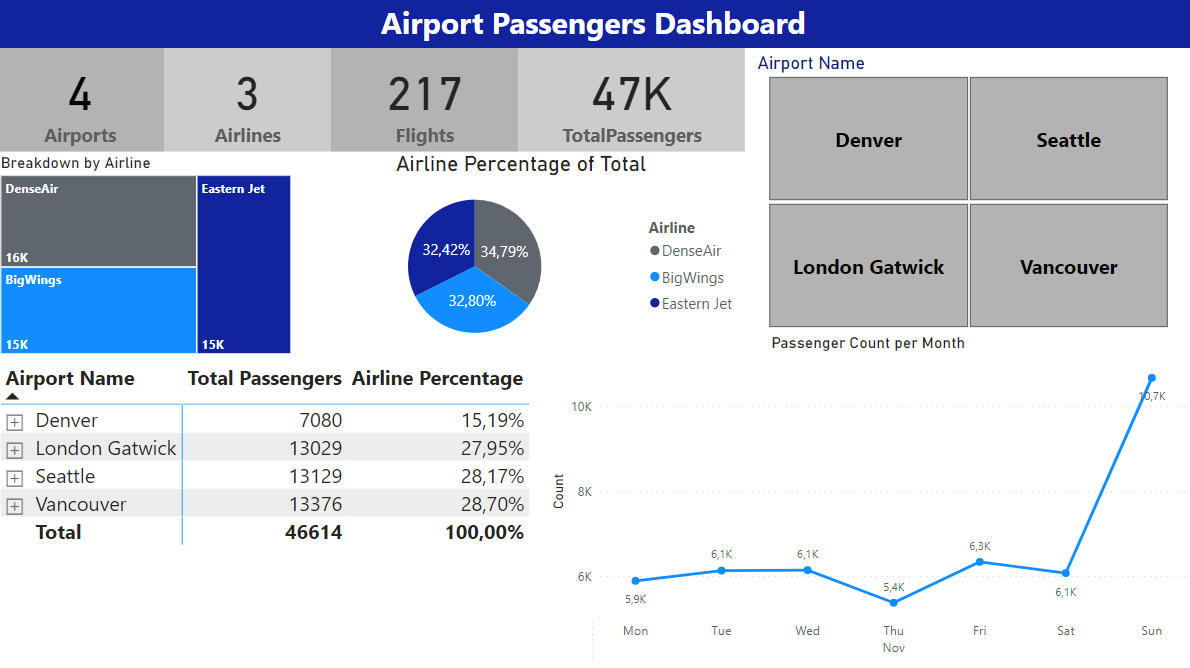 Airport Passengers Dashboard
4
Airports
3
Airlines
217
Flights
47K
TotalPassengers
Airport Name
Denver
Seattle
London Gatwick
Vancouver
Breakdown by Airline
DenseAir
16K
BigWings
15K
Eastern Jet
15K
Airline Percentage of Total
32,42%
34,79%
32,80%
Airline
DenseAir
BigWings
Eastern Jet
Airport Name Total Passengers Airline Percentage
Denver 7080 15,19%
London Gatwick 13029 27,95%
Seattle 13129 28,17%
Vancouver 13376 28,70%
Total 46614 100,00%
Passenger Count per Month
Count
10K
8K
6K
5,9K
6,1K
6,1K
5,4K
6,3K
6,1K
10,7K
Mon Tue Wed Thu Fri Sat Sun
Nov